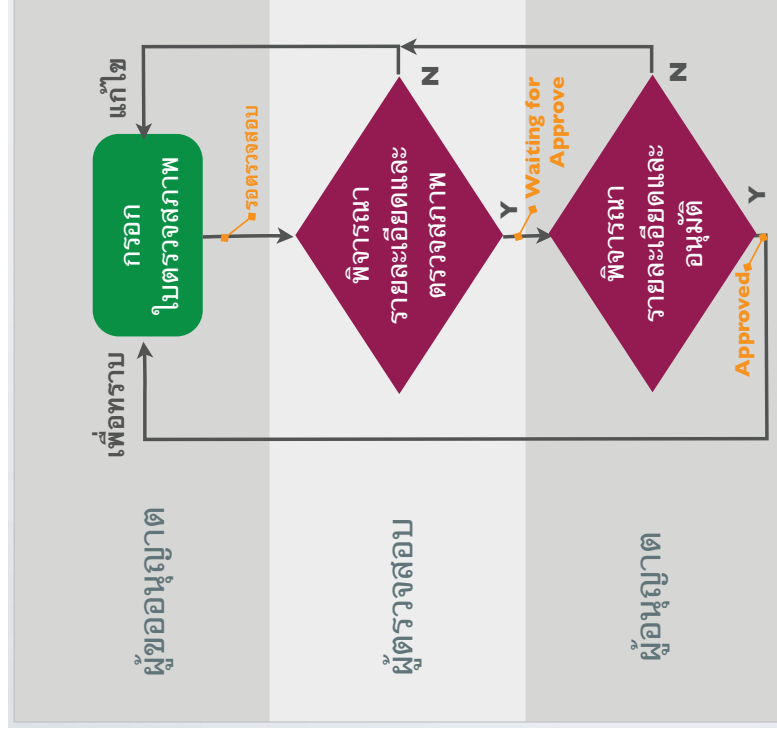 ผู้ขออนุญาต
เพื่อทราบ
กรอก
ใบตรวจสภาพ
แก้ไข
รอตรวจสอบ
ผู้ตรวจสอบ
พิจารณา
รายละเอียดและ
ตรวจสภาพ
N
Y
Waiting for
Approve
ผู้อนุญาต
พิจารณา
รายละเอียดและ
อนุมัติ
N
Y
Approved